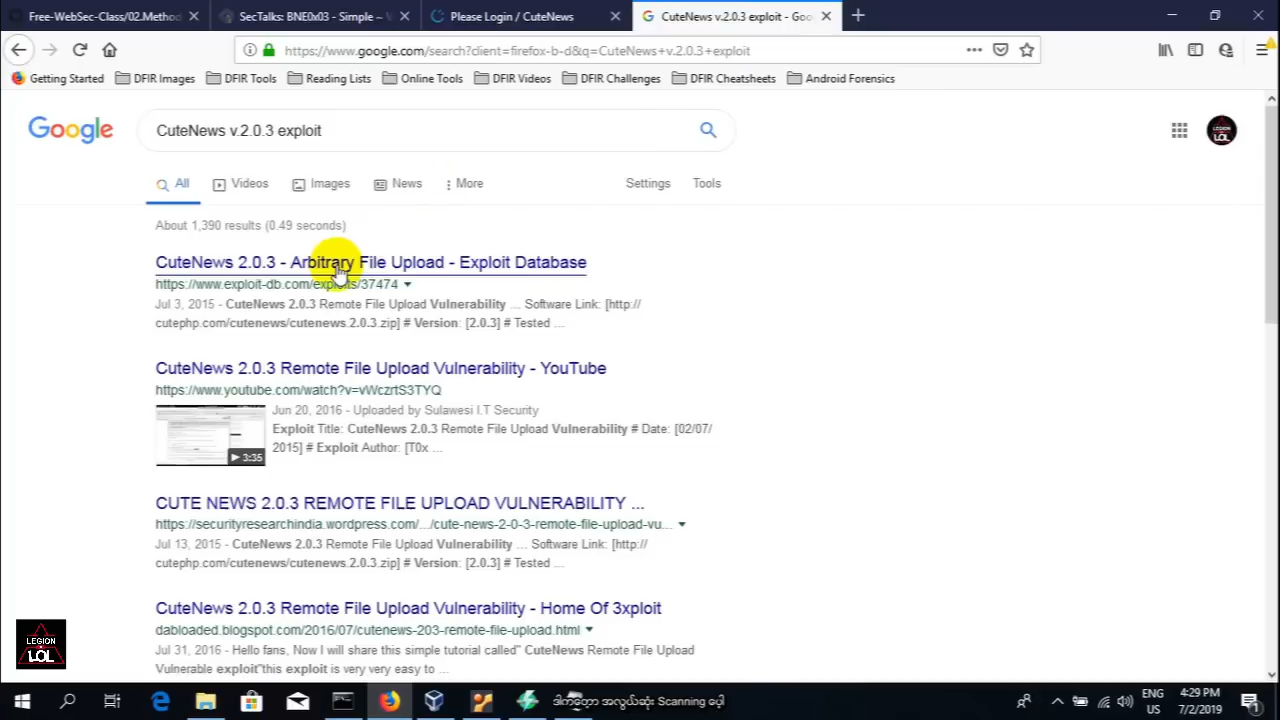 Free-WebSec-Class/02.Method
SecTalks: BNE0x03 - Simple ~ V
Please Login / CuteNews
CuteNews v.2.0.3 exploit - Goo
https://www.google.com/search?client=firefox-b-d&q=CuteNews+v.2.0.3+exploit
Getting Started
DFIR Images
DFIR Tools
Reading Lists
Online Tools
DFIR Videos
DFIR Challenges
DFIR Cheatsheets
Android Forensics
Google
CuteNews v.2.0.3 exploit
LEGION LOL
All
Videos
Images
News
More
Settings
Tools
About 1,390 results (0.49 seconds)
CuteNews 2.0.3 - Arbitrary File Upload - Exploit Database
https://www.exploit-db.com/exploits/37474
Jul 3, 2015 - CuteNews 2.0.3 Remote File Upload Vulnerability ... Software Link: [http://
cutephp.com/cutenews/cutenews.2.0.3.zip] # Version: [2.0.3] # Tested ...
CuteNews 2.0.3 Remote File Upload Vulnerability - YouTube
https://www.youtube.com/watch?v=vWczrtS3TYQ
Jun 20, 2016 - Uploaded by Sulawesi I.T Security
Exploit Title: CuteNews 2.0.3 Remote File Upload Vulnerability # Date: [02/07/
2015] # Exploit Author: [T0x ...
3:35
CUTE NEWS 2.0.3 REMOTE FILE UPLOAD VULNERABILITY ...
https://securityresearchindia.wordpress.com/.../cute-news-2-0-3-remote-file-upload-vu...
Jul 13, 2015 - CuteNews 2.0.3 Remote File Upload Vulnerability ... Software Link: [http://
cutephp.com/cutenews/cutenews.2.0.3.zip] # Version: [2.0.3] # Tested ...
CuteNews 2.0.3 Remote File Upload Vulnerability - Home Of 3xploit
dabloaded.blogspot.com/2016/07/cutenews-203-remote-file-upload.html
Jul 31, 2016 - Hello fans, Now I will share this simple tutorial called" CuteNews Remote File Upload
Vulnerable exploit"this exploit is very very easy to ...
LEGION
LOL
ဒါကတော့ အလွယ်ဆုံး Scanning ပေါ့
ENG
US
4:29 PM
7/2/2019
1